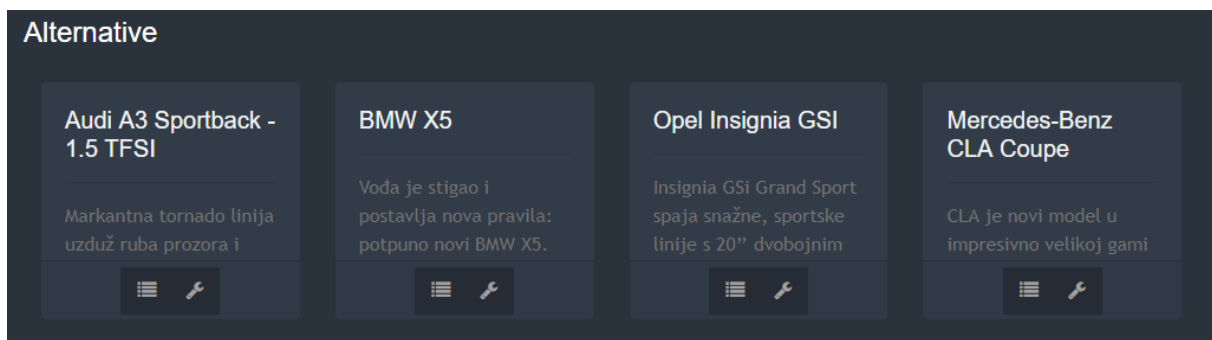 Alternative
Audi A3 Sportback -
1.5 TFSI
Markantna tornado linija
uzduž ruba prozora i
BMW X5
Vođa je stigao i
postavlja nova pravila:
potpuno novi BMW X5.
Opel Insignia GSI
Insignia GSi Grand Sport
spaja snažne, sportske
linije s 20” dvobojnim
Mercedes-Benz
CLA Coupe
CLA je novi model u
impresivno velikoj gami